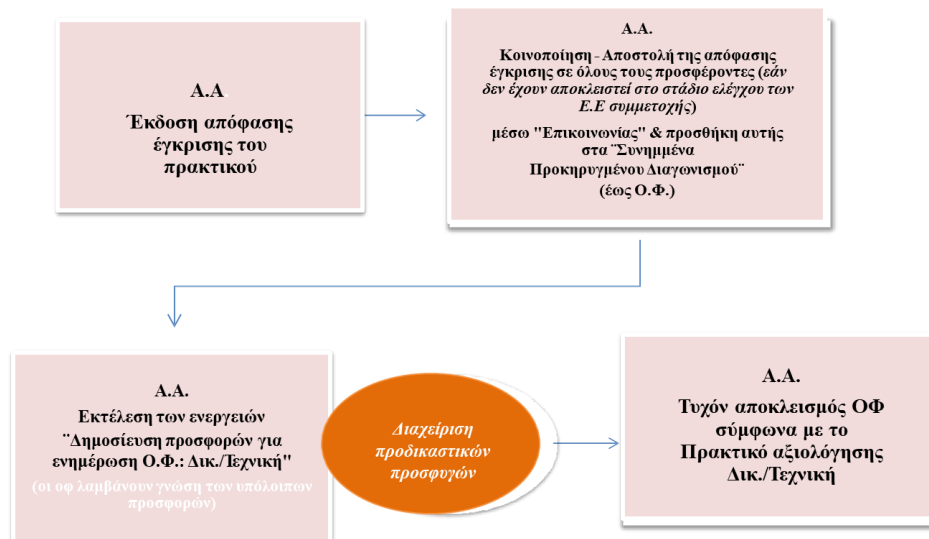 Α.Α.
Έκδοση απόφασης
έγκρισης του
πρακτικού
Α.Α.
Κοινοποίηση - Αποστολή της απόφασης
έγκρισης σε όλους τους προσφέροντες (εάν
δεν έχουν αποκλειστεί στο στάδιο ελέγχου των
Ε.Ε συμμετοχής)
μέσω "Επικοινωνίας" & προσθήκη αυτής
στα ¨Συνημμένα
Προκηρυγμένου Διαγωνισμού¨
(έως Ο.Φ.)
Α.Α.
Εκτέλεση των ενεργειών
¨Δημοσίευση προσφορών για
ενημέρωση Ο.Φ.: Δικ./Τεχνική"
(οι οφ λαμβάνουν γνώση των υπόλοιπων
προσφορών)
Διαχείριση
προδικαστικών
προσφυγών
Α.Α.
Τυχόν αποκλεισμός ΟΦ
σύμφωνα με το
Πρακτικό αξιολόγησης
Δικ./Τεχνική